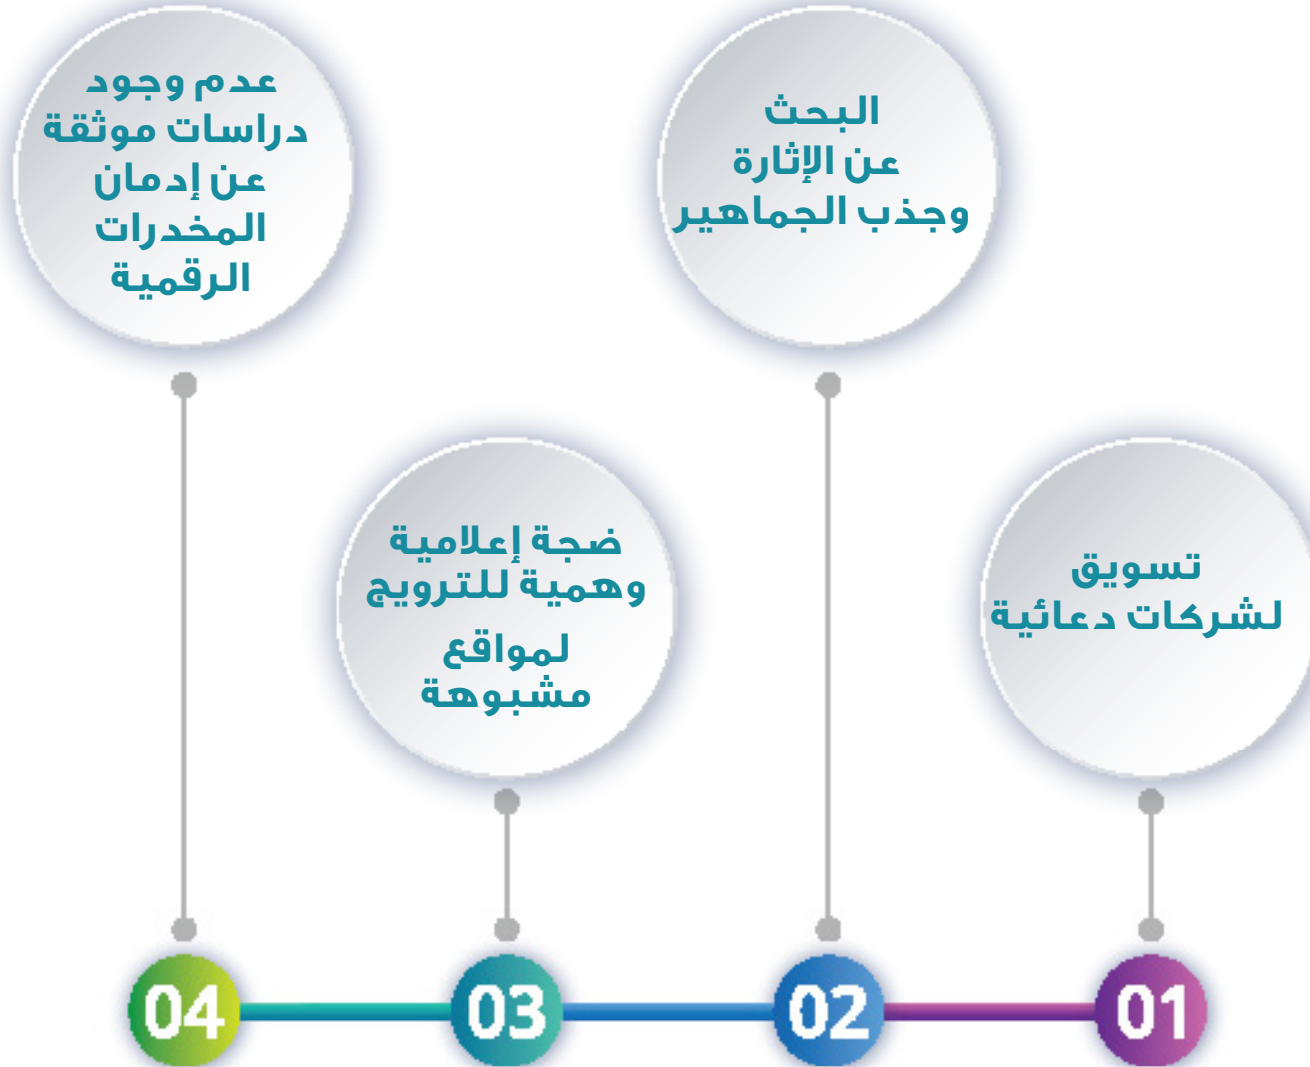 تسويق
لشركات دعائية
01
البحث
عن الإثارة
وجذب الجماهير
02
ضجة إعلامية
وهمية للترويج
لمواقع
مشبوهة
03
عدم وجود
دراسات موثقة
عن إدمان
المخدرات
الرقمية
04